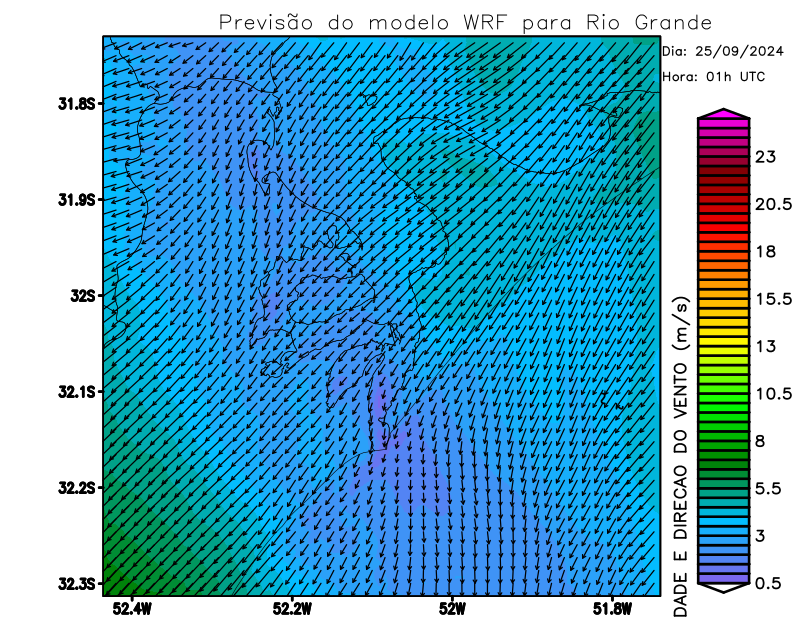 Previsão do modelo WRF para Rio Grande
Dia: 25/09/2024
Hora: 01h UTC
31.8S
31.9S
32S
32.1S
32.2S
32.3S
52.4W
52.2W
52W
51.8W
23
20.5
18
15.5
13
10.5
8
5.5
3
0.5
DADE E DIRECAO DO VENTO (m/s)